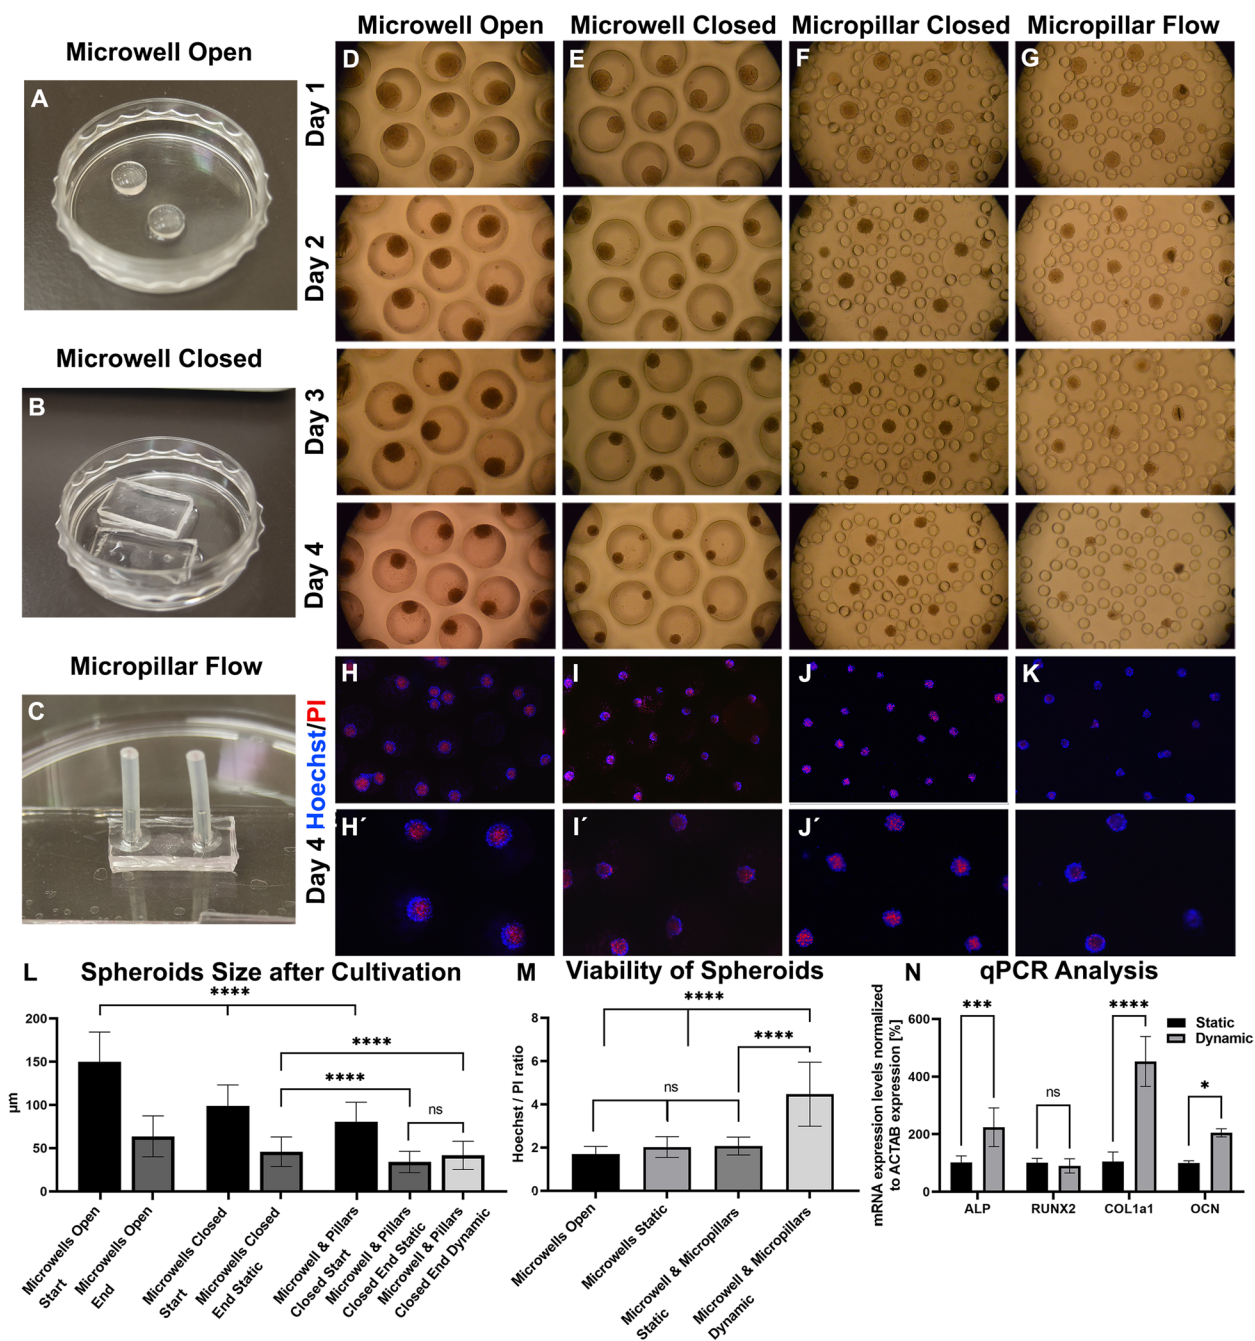 Microwell Open
Microwell Closed
Micropillar Closed
Micropillar Flow
Microwell Open
A
Microwell Closed
B
Micropillar Flow
C
Day 1
D
E
F
G
Day 2
Day 3
Day 4
Day 4 Hoechst/PI
H
I
J
K
H´
I´
J´
K´
L
Spheroids Size after Cultivation
****
****
****
ns
µm
200
150
100
50
0
Microwells Open
Start
Microwells Open
End
Microwells Closed
Start
Microwells Closed
End Static
Microwell & Pillars
Closed Start
Microwell & Pillars
Closed End Static
Microwell & Pillars
Closed End Dynamic
M
Viability of Spheroids
****
****
ns
Hoechst / PI ratio
8
6
4
2
0
Microwells Open
Microwells Static
Microwell & Micropillars
Static
Microwell & Micropillars
Dynamic
N
qPCR Analysis
mRNA expression levels normalized
to ACTAB expression [%]
600
400
200
0
***
ns
****
*
Static
Dynamic
ALP
RUNX2
COL1a1
OCN